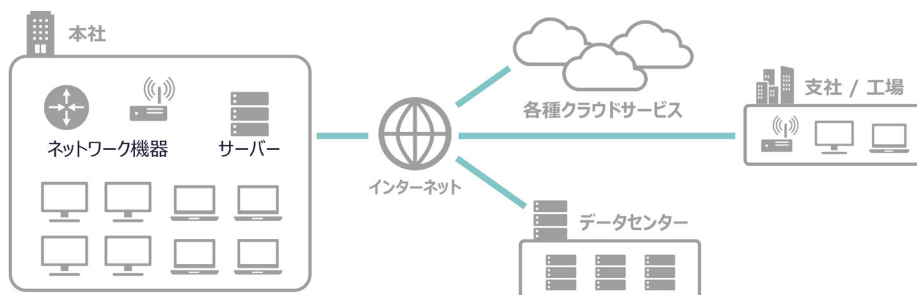 本社
ネットワーク機器
サーバー
インターネット
各種クラウドサービス
支社 / 工場
データセンター